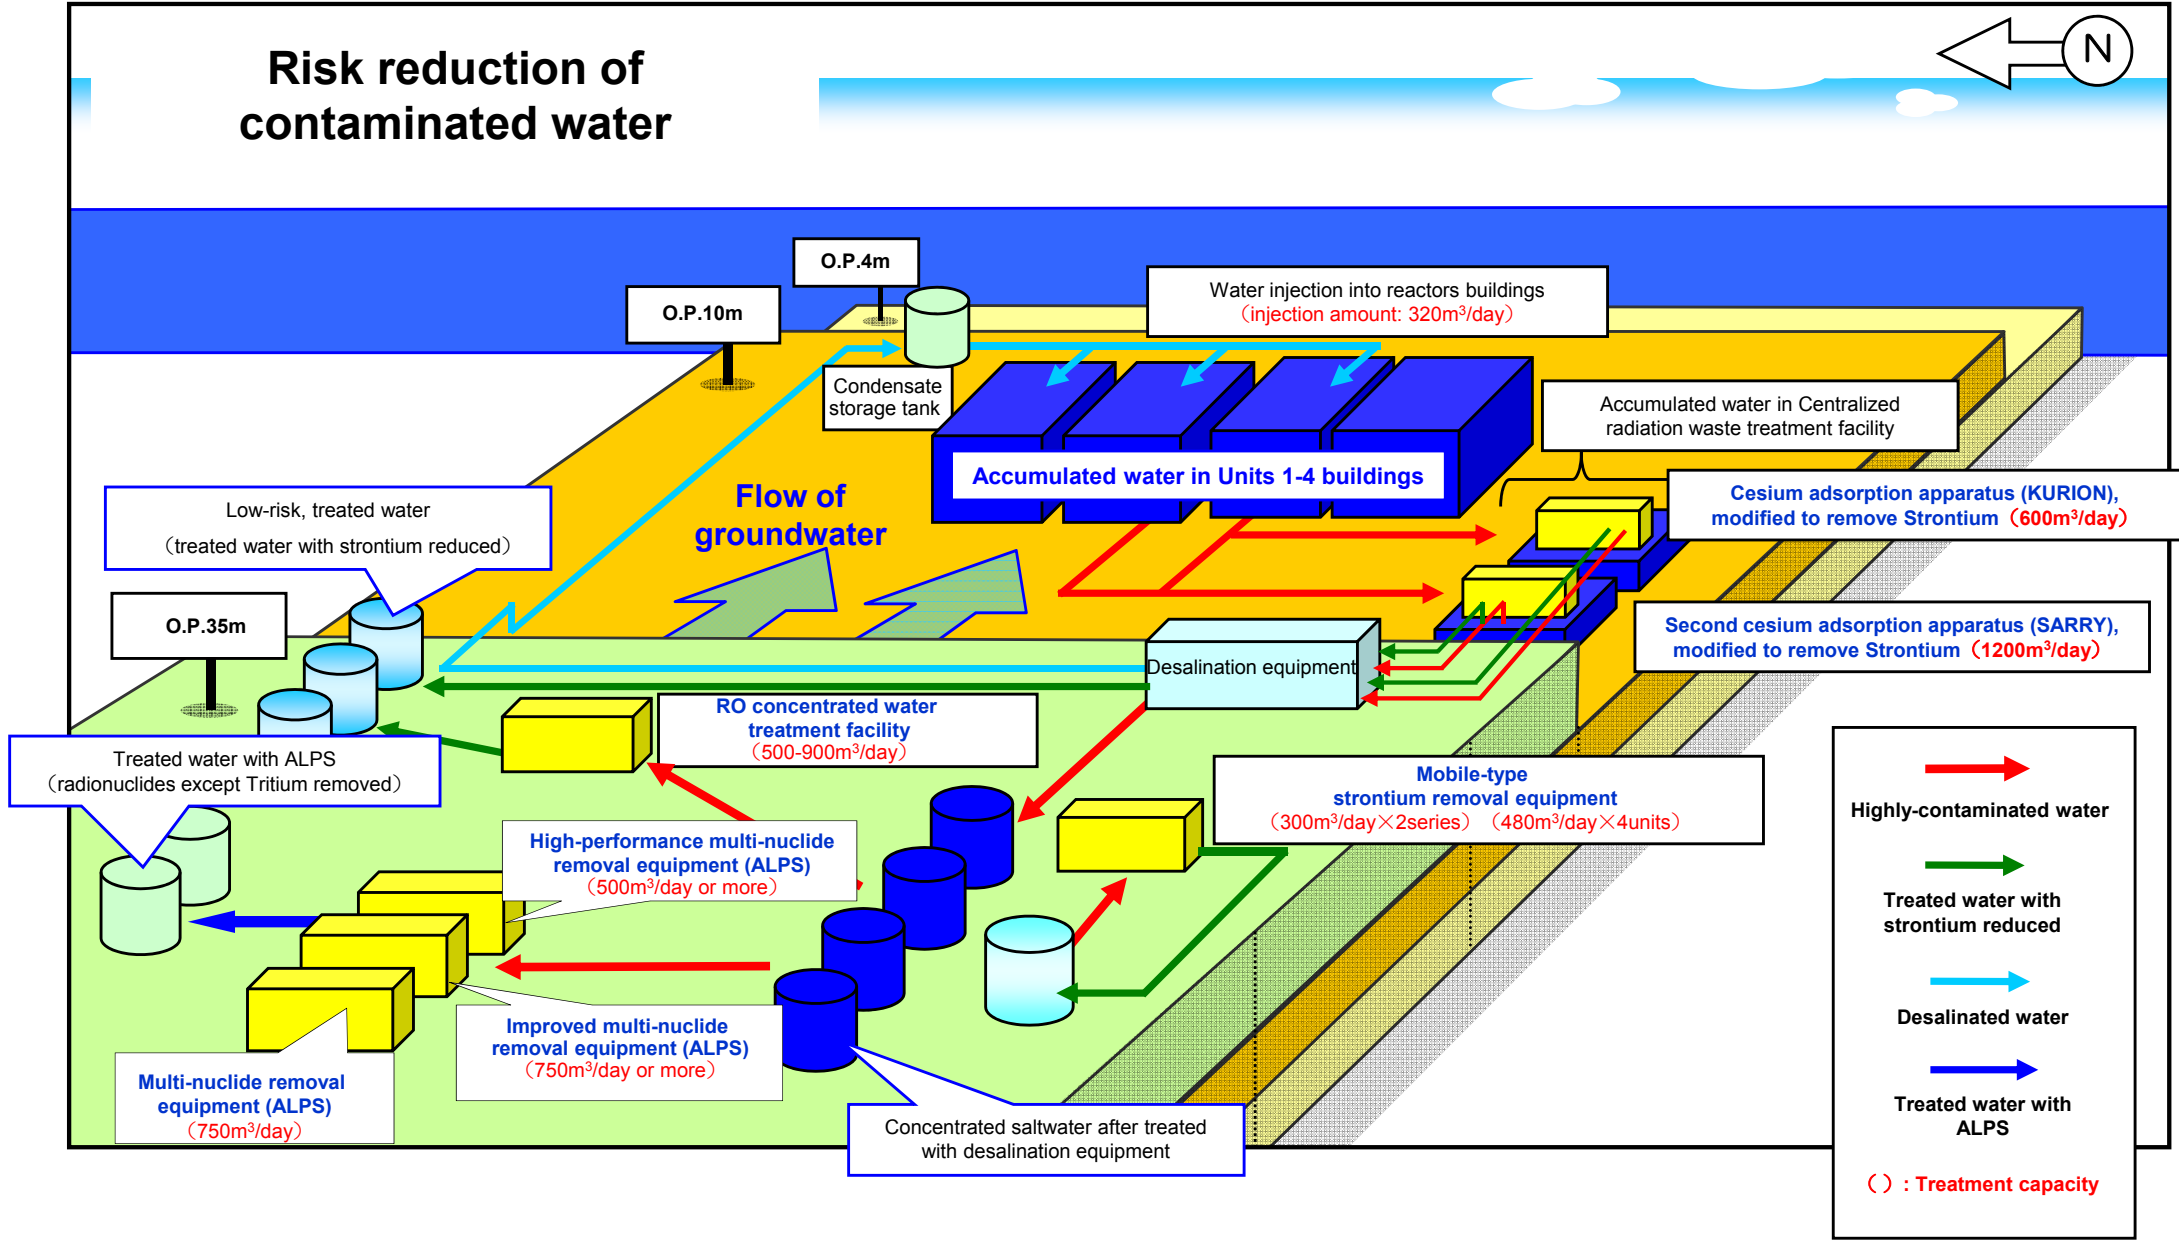 Risk reduction of
contaminated water
N
O.P.4m
O.P.10m
Water injection into reactors buildings
(injection amount: 320m³/day)
Condensate
storage tank
Accumulated water in Centralized
radiation waste treatment facility
Accumulated water in Units 1-4 buildings
Cesium adsorption apparatus (KURION),
modified to remove Strontium (600m³/day)
Flow of
groundwater
Low-risk, treated water
(treated water with strontium reduced)
O.P.35m
Second cesium adsorption apparatus (SARRY),
modified to remove Strontium (1200m³/day)
Desalination equipment
RO concentrated water
treatment facility
(500-900m³/day)
Treated water with ALPS
(radionuclides except Tritium removed)
Mobile-type
strontium removal equipment
(300m³/day×2series) (480m³/day×4units)
High-performance multi-nuclide
removal equipment (ALPS)
(500m³/day or more)
Improved multi-nuclide
removal equipment (ALPS)
(750m³/day or more)
Multi-nuclide removal
equipment (ALPS)
(750m³/day)
Concentrated saltwater after treated
with desalination equipment
Highly-contaminated water
Treated water with
strontium reduced
Desalinated water
Treated water with
ALPS
( ) : Treatment capacity